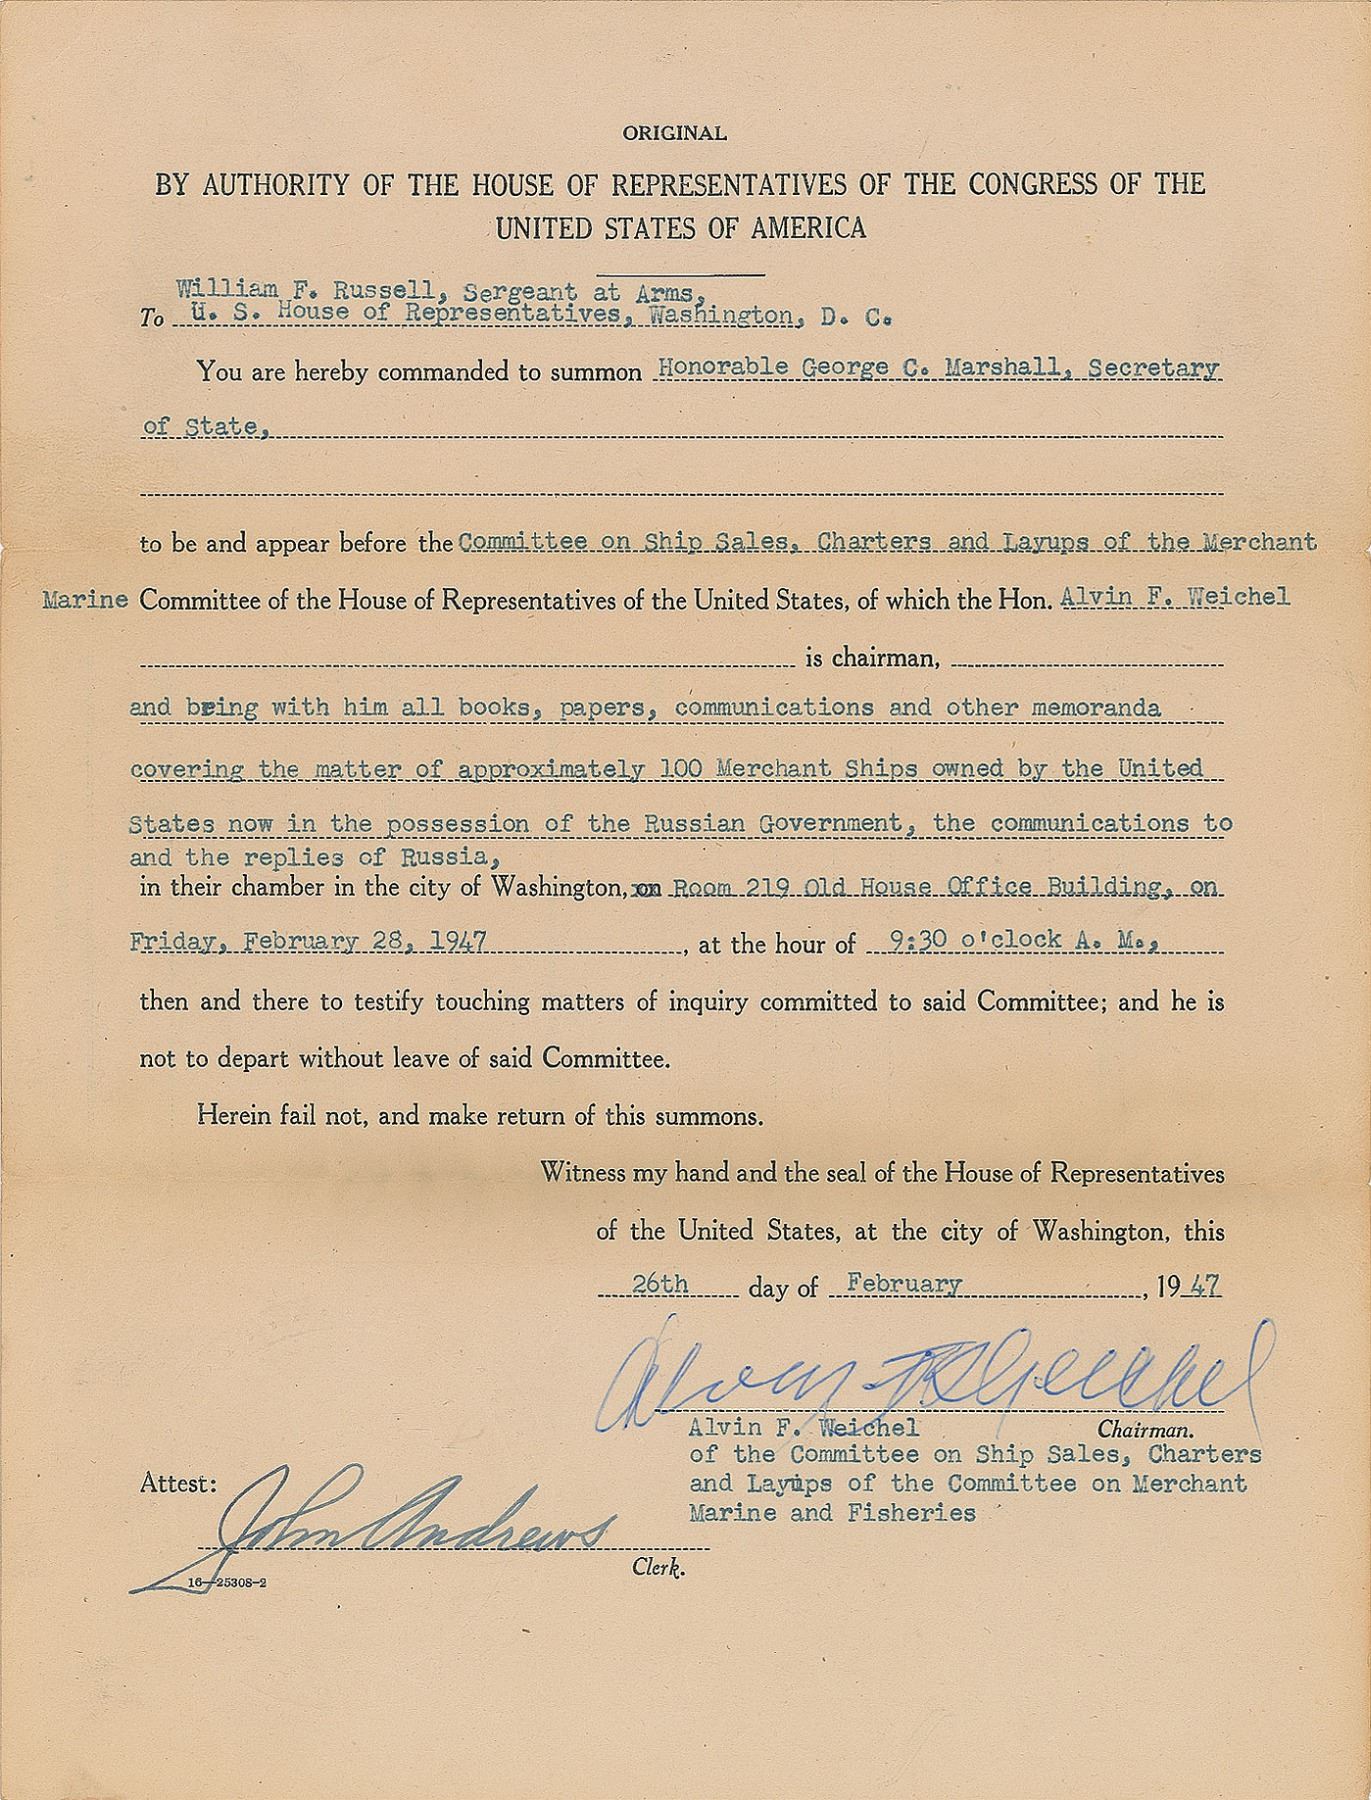 ORIGINAL
BY AUTHORITY OF THE HOUSE OF REPRESENTATIVES OF THE CONGRESS OF THE
UNITED STATES OF AMERICA
William F. Russell, Sergeant at Arms,
To U. S. House of Representatives, Washington, D. C.
You are hereby commanded to summon Honorable George C. Marshall, Secretary
of State,
to be and appear before the Committee on Ship Sales, Charters and Layups of the Merchant
Marine Committee of the House of Representatives of the United States, of which the Hon. Alvin F. Weichel
is chairman,
and bring with him all books, papers, communications and other memoranda
covering the matter of approximately 100 Merchant Ships owned by the United
States now in the possession of the Russian Government, the communications to
and the replies of Russia,
in their chamber in the city of Washington, on Room 219 Old House Office Building, on
Friday, February 28, 1947, at the hour of 9:30 o'clock A. M.,
then and there to testify touching matters of inquiry committed to said Committee; and he is
not to depart without leave of said Committee.
Herein fail not, and make return of this summons.
Witness my hand and the seal of the House of Representatives
of the United States, at the city of Washington, this
26th day of February, 1947
Alvin F. Weichel
Alvin F. Weichel Chairman.
of the Committee on Ship Sales, Charters
and Layups of the Committee on Merchant
Marine and Fisheries
Attest:
John Andrews
Clerk.
16—25308-2